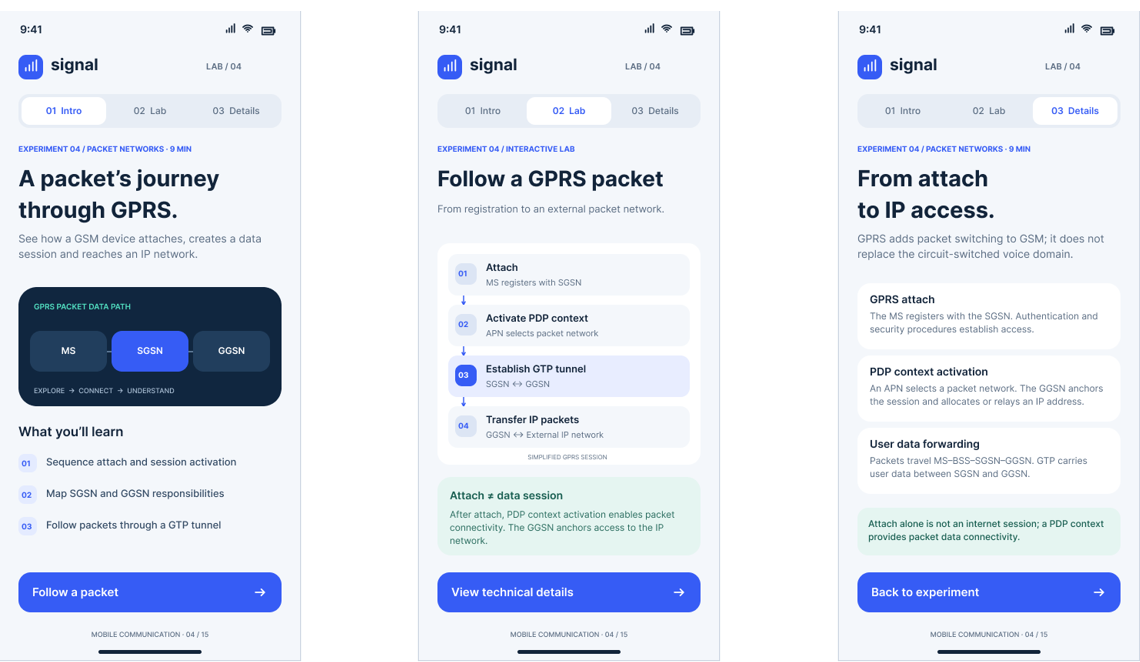 9:41
signal
LAB / 04
01 Intro
02 Lab
03 Details
EXPERIMENT 04 / PACKET NETWORKS · 9 MIN
A packet’s journey
through GPRS.
See how a GSM device attaches, creates a data
session and reaches an IP network.
GPRS PACKET DATA PATH
MS
SGSN
GGSN
EXPLORE → CONNECT → UNDERSTAND
What you’ll learn
01 Sequence attach and session activation
02 Map SGSN and GGSN responsibilities
03 Follow packets through a GTP tunnel
Follow a packet →
MOBILE COMMUNICATION · 04 / 15
9:41
signal
LAB / 04
01 Intro
02 Lab
03 Details
EXPERIMENT 04 / INTERACTIVE LAB
Follow a GPRS packet
From registration to an external packet network.
01 Attach
MS registers with SGSN
↓
02 Activate PDP context
APN selects packet network
↓
03 Establish GTP tunnel
SGSN ↔ GGSN
↓
04 Transfer IP packets
GGSN ↔ External IP network
SIMPLIFIED GPRS SESSION
Attach ≠ data session
After attach, PDP context activation enables packet
connectivity. The GGSN anchors access to the IP
network.
View technical details →
MOBILE COMMUNICATION · 04 / 15
9:41
signal
LAB / 04
01 Intro
02 Lab
03 Details
EXPERIMENT 04 / PACKET NETWORKS · 9 MIN
From attach
to IP access.
GPRS adds packet switching to GSM; it does not
replace the circuit-switched voice domain.
GPRS attach
The MS registers with the SGSN. Authentication and
security procedures establish access.
PDP context activation
An APN selects a packet network. The GGSN anchors
the session and allocates or relays an IP address.
User data forwarding
Packets travel MS–BSS–SGSN–GGSN. GTP carries
user data between SGSN and GGSN.
Attach alone is not an internet session; a PDP context
provides packet data connectivity.
Back to experiment →
MOBILE COMMUNICATION · 04 / 15